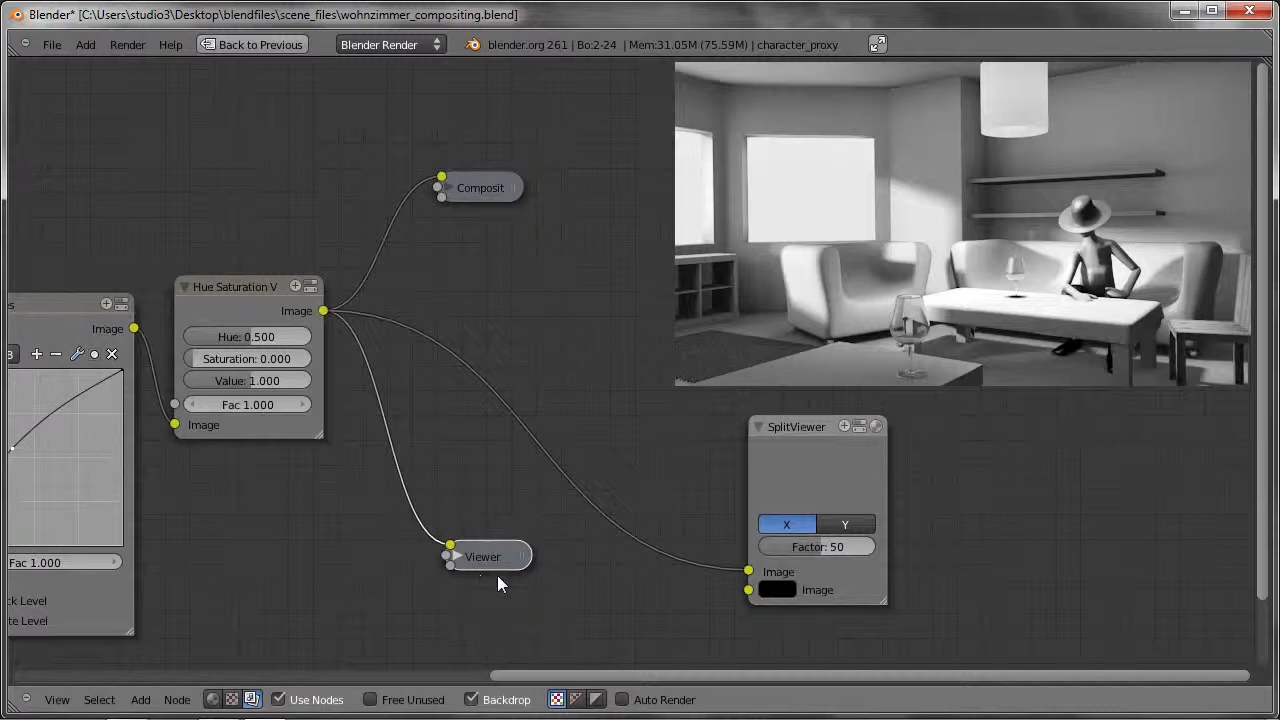 Blender* [C:\Users\studio3\Desktop\blendfiles\scene_files\wohnzimmer_compositing.blend]
File Add Render Help Back to Previous Blender Render blender.org 261 | Bo:2-24 | Mem:31.05M (75.59M) | character_proxy
Composit
Hue Saturation V
Image
Hue: 0.500
Saturation: 0.000
Value: 1.000
Fac 1.000
Image
es
Image
Fac 1.000
ck Level
te Level
Viewer
SplitViewer
X Y
Factor: 50
Image
Image
View Select Add Node Use Nodes Free Unused Backdrop Auto Render